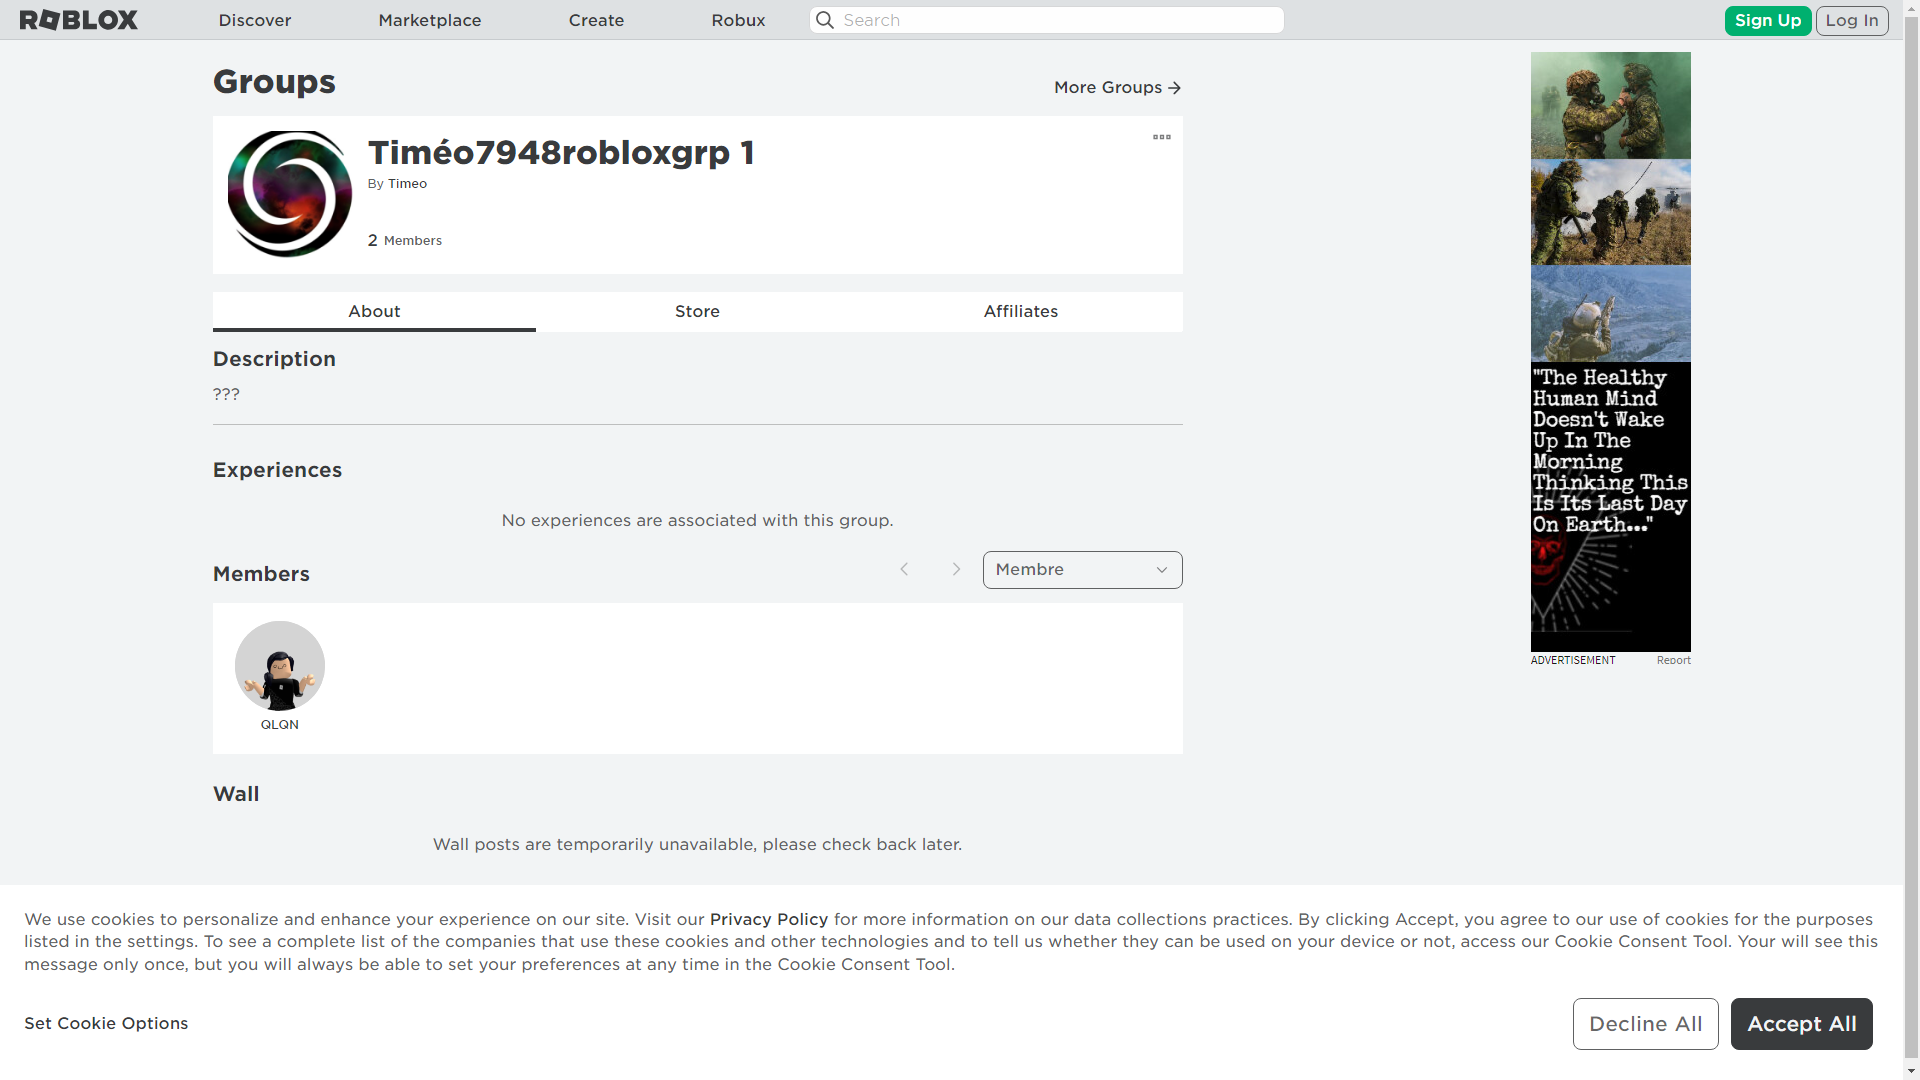 ROBLOX Discover Marketplace Create Robux Search Sign Up Log In
Groups
More Groups
Timéo7948robloxgrp 1
By Timeo
2 Members
About Store Affiliates
Description
???
Experiences
No experiences are associated with this group.
Members
Membre
QLQN
Wall
Wall posts are temporarily unavailable, please check back later.
"The Healthy
Human Mind
Doesn't Wake
Up In The
Morning
Thinking This
Is Its Last Day
On Earth..."
ADVERTISEMENT Report
We use cookies to personalize and enhance your experience on our site. Visit our Privacy Policy for more information on our data collections practices. By clicking Accept, you agree to our use of cookies for the purposes
listed in the settings. To see a complete list of the companies that use these cookies and other technologies and to tell us whether they can be used on your device or not, access our Cookie Consent Tool. Your will see this
message only once, but you will always be able to set your preferences at any time in the Cookie Consent Tool.
Set Cookie Options
Decline All
Accept All